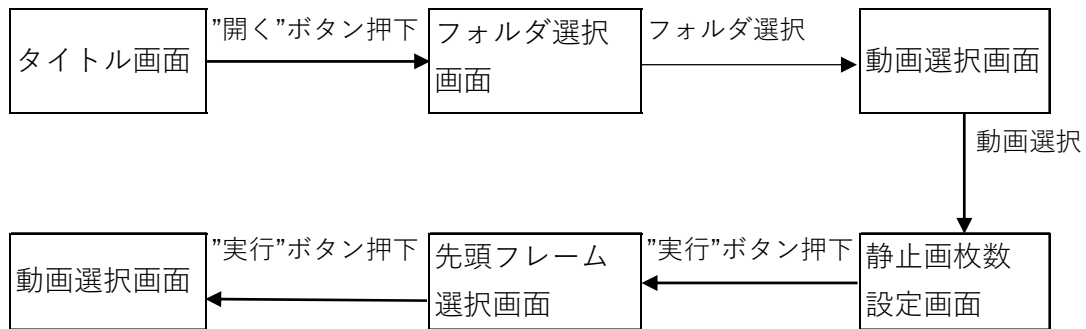 タイトル画面
”開く”ボタン押下
フォルダ選択
画面
フォルダ選択
動画選択画面
動画選択
静止画枚数
設定画面
”実行”ボタン押下
先頭フレーム
選択画面
”実行”ボタン押下
動画選択画面